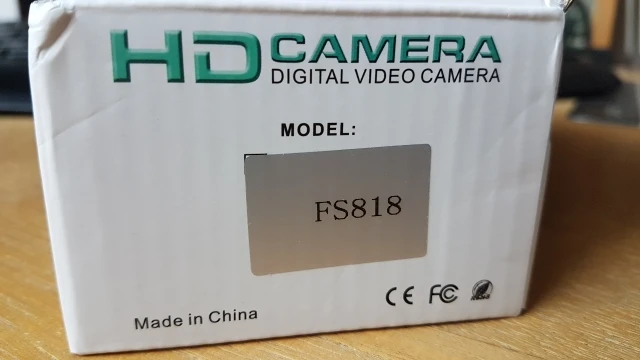 HD CAMERA
DIGITAL VIDEO CAMERA
MODEL:
FS818
CE FC
Made in China